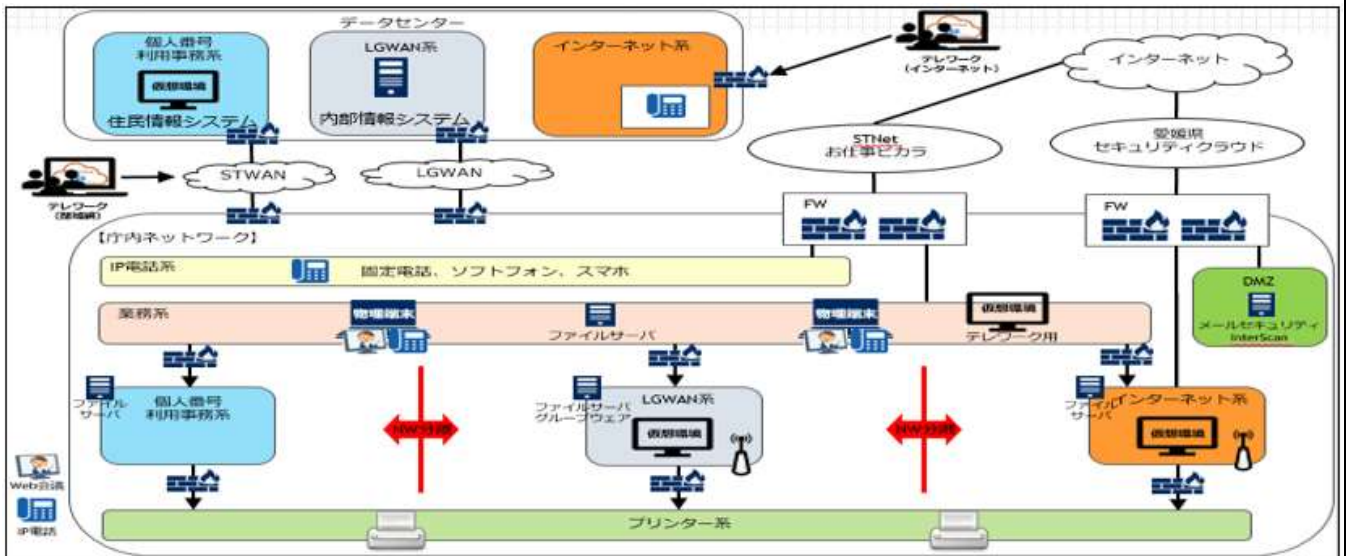 データセンター
個人番号
利用事務系
仮想環境
住民情報システム
LGWAN系
内部情報システム
インターネット系
テレワーク
(インターネット)
インターネット
STNet
お仕事ピカラ
愛媛県
セキュリティクラウド
テレワーク
(閉域網)
STWAN
LGWAN
FW
FW
【庁内ネットワーク】
IP電話系
固定電話、ソフトフォン、スマホ
DMZ
メールセキュリティ
InterScan
業務系
物理端末
ファイルサーバ
物理端末
仮想環境
テレワーク用
ファイル
サーバ
個人番号
利用事務系
NW分離
ファイルサーバ
グループウェア
LGWAN系
仮想環境
NW分離
ファイル
サーバ
インターネット系
仮想環境
Web会議
IP電話
プリンター系